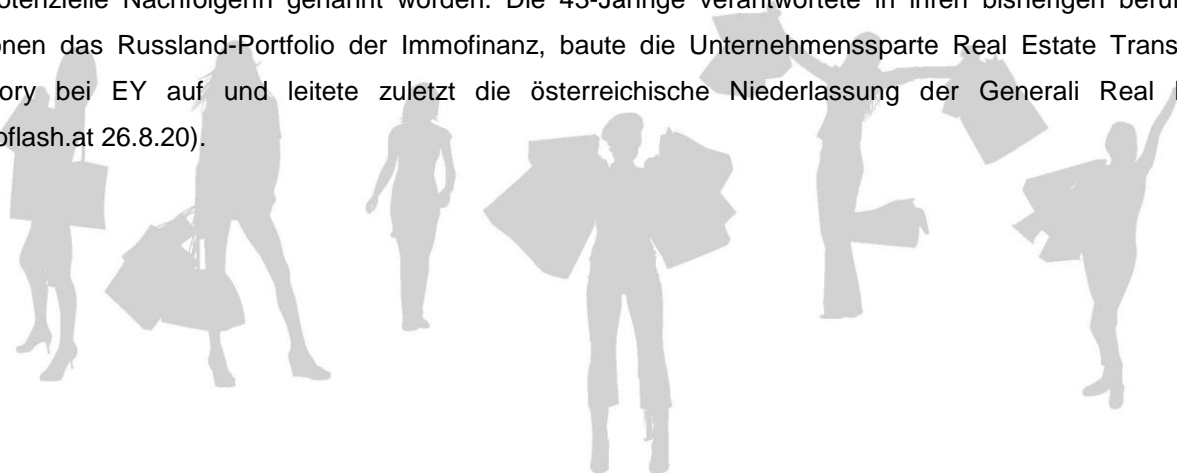 otenzielle Nachfolgerin genannt worden. Die 43-Jährige verantwortete in ihren bisherigen beru
onen das Russland-Portfolio der Immofinanz, baute die Unternehmenssparte Real Estate Trans
ory bei EY auf und leitete zuletzt die österreichische Niederlassung der Generali Real
oflash.at 26.8.20).